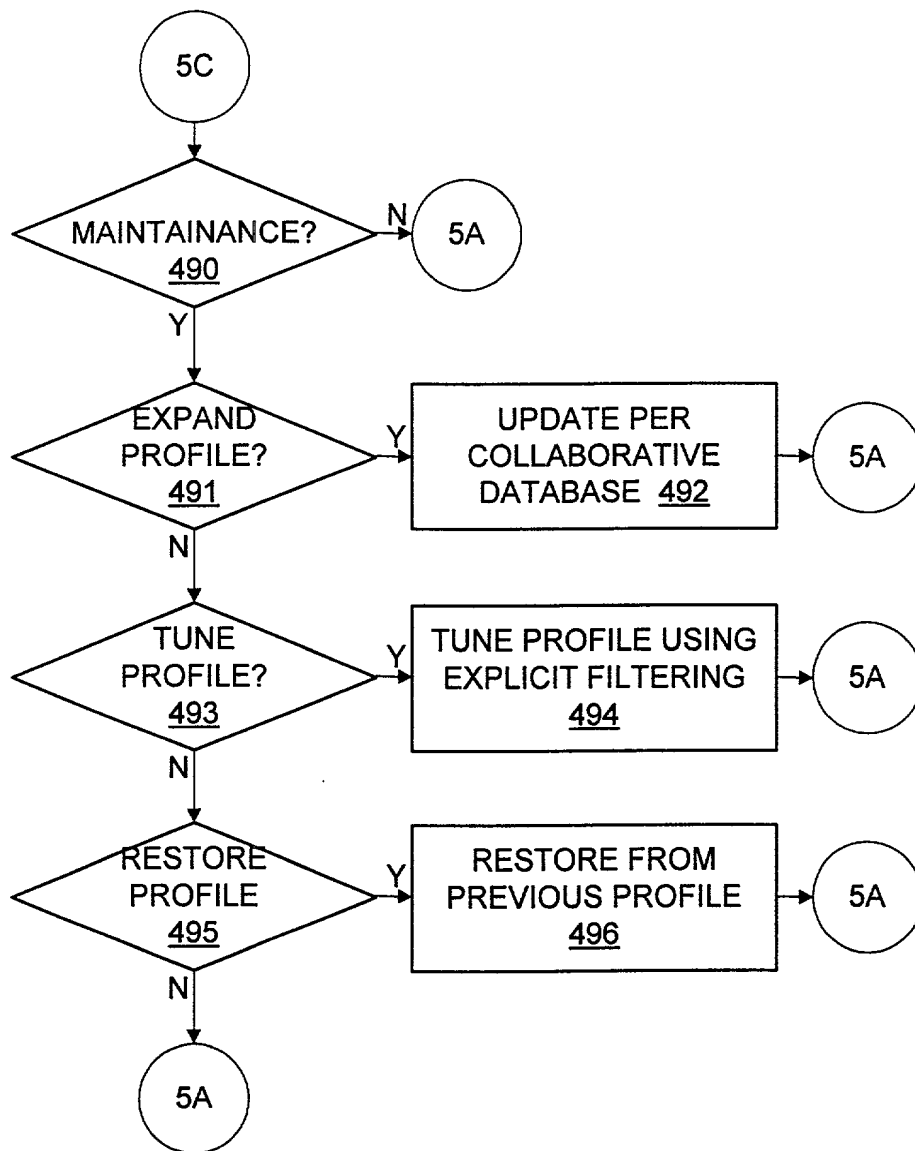 5C
MAINTAINANCE?
490
N
5A
Y
EXPAND
PROFILE?
491
Y
UPDATE PER
COLLABORATIVE
DATABASE 492
5A
N
TUNE
PROFILE?
493
Y
TUNE PROFILE USING
EXPLICIT FILTERING
494
5A
N
RESTORE
PROFILE
495
Y
RESTORE FROM
PREVIOUS PROFILE
496
5A
N
5A